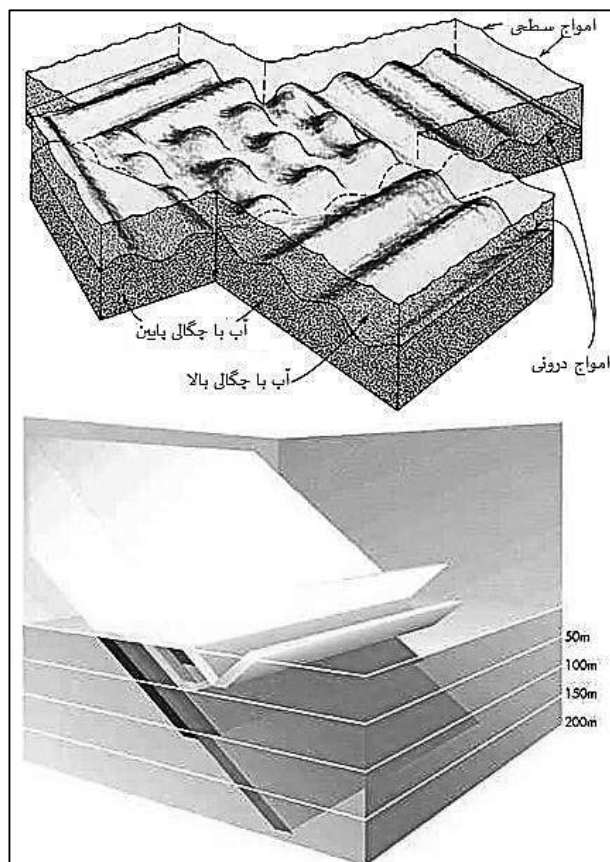 امواج سطحی
آب با چگالی پایین
آب با چگالی بالا
امواج درونی
50m
100m
150m
200m